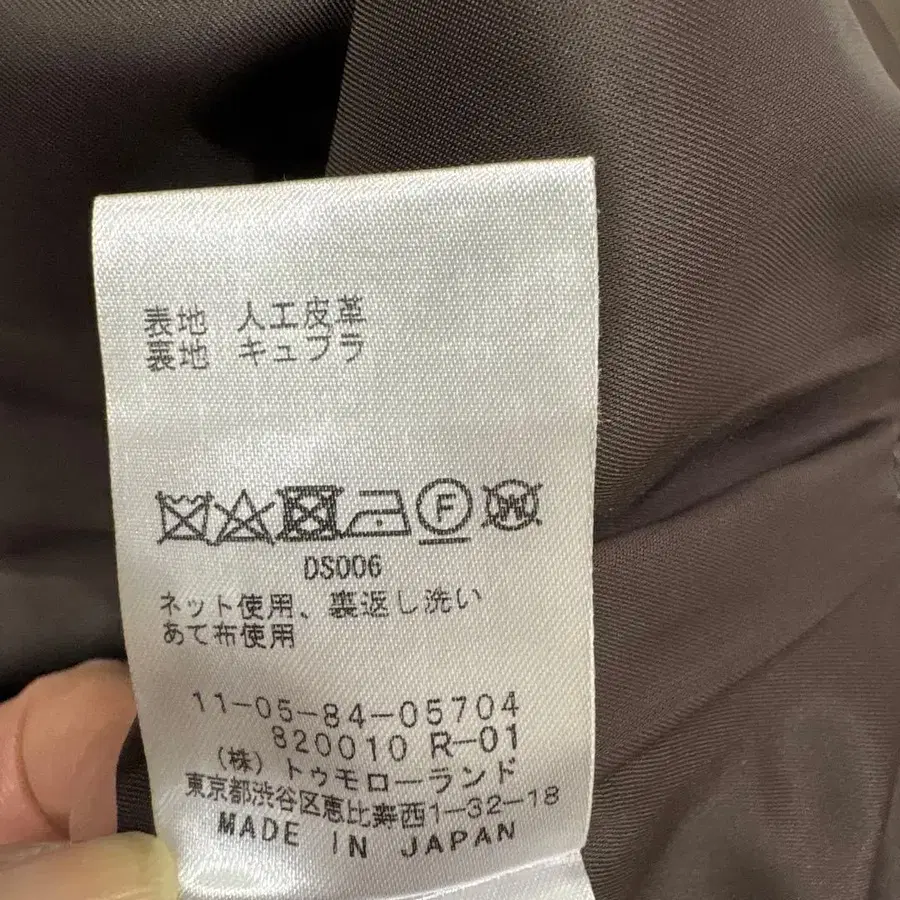 表地 人工皮革
裏地 キュプラ
F
W
DS006
ネット使用、裏返し洗い
あて布使用
11-05-84-05704
820010 R-01
(株) トゥモローランド
東京都渋谷区恵比寿西1-32-18
MADE IN JAPAN